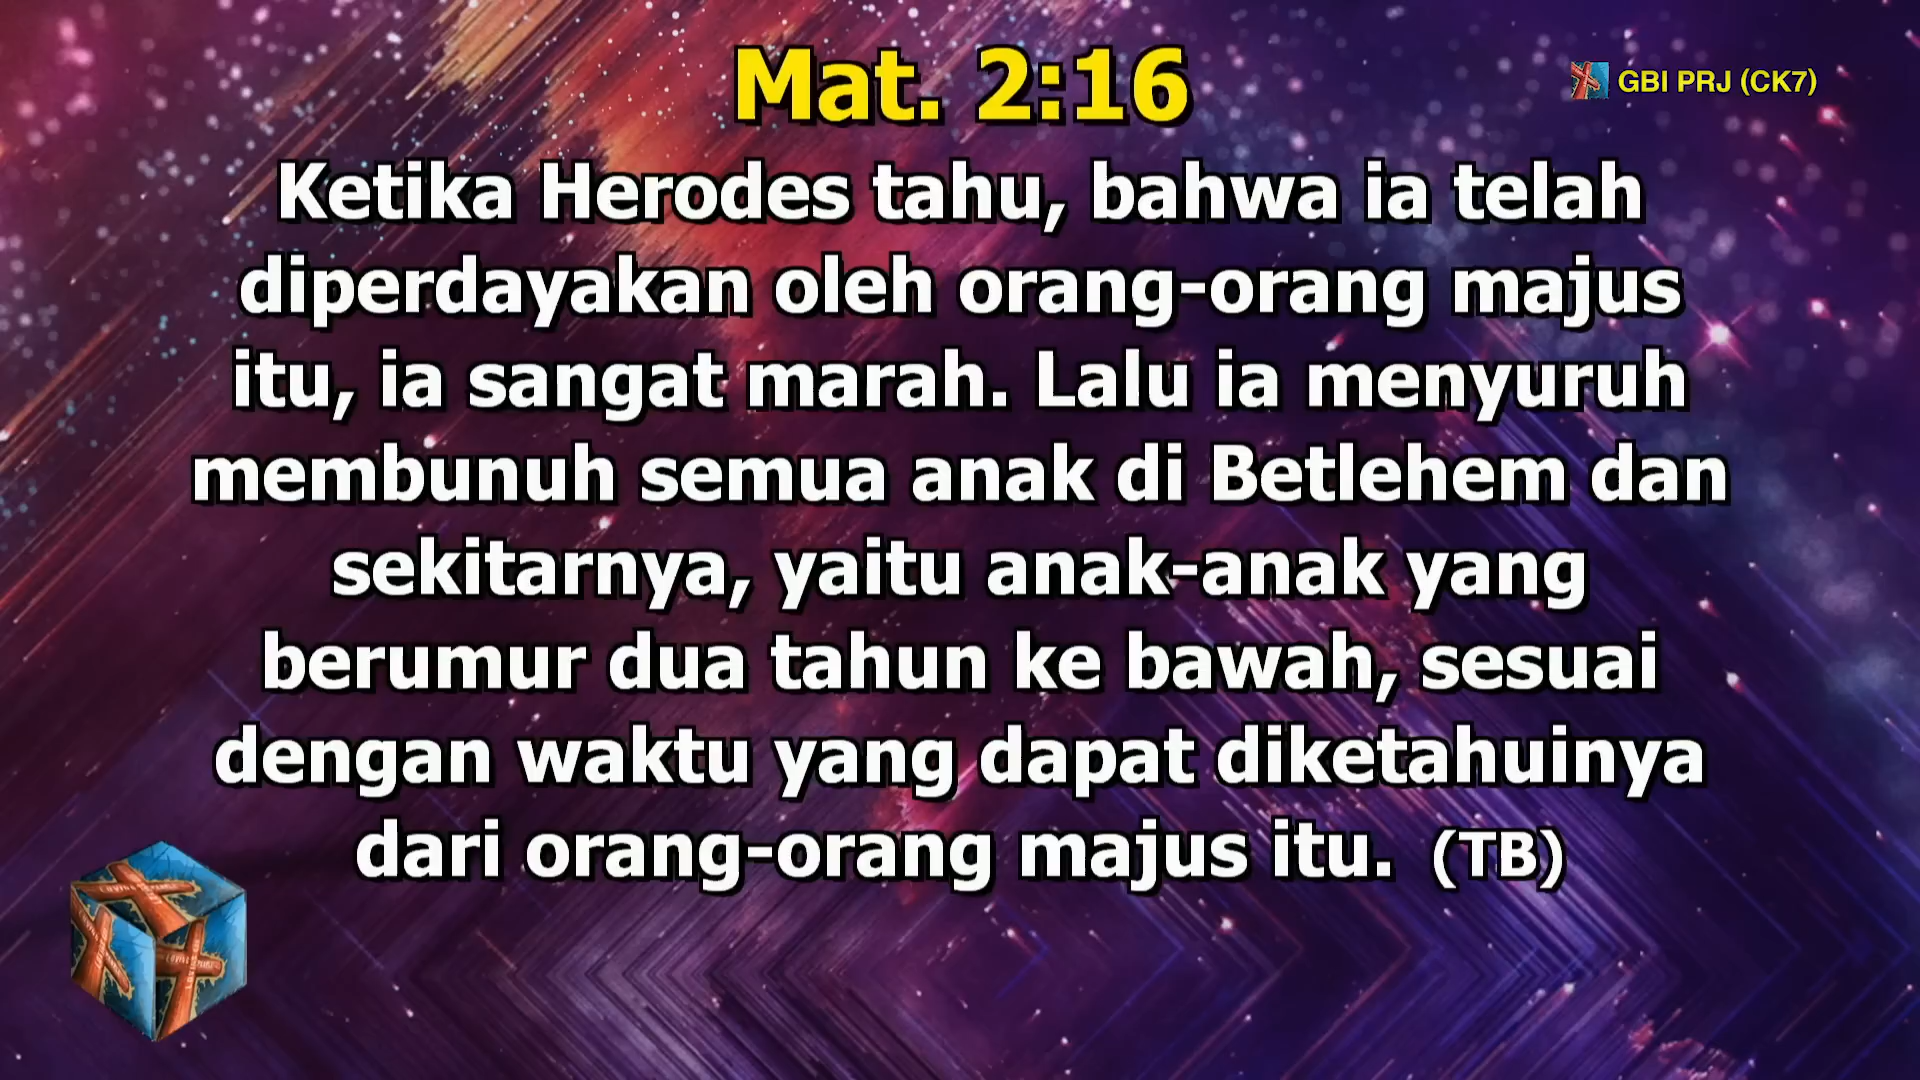 Mat. 2:16
GBI PRJ (CK7)
Ketika Herodes tahu, bahwa ia telah
diperdayakan oleh orang-orang majus
itu, ia sangat marah. Lalu ia menyuruh
membunuh semua anak di Betlehem dan
sekitarnya, yaitu anak-anak yang
berumur dua tahun ke bawah, sesuai
dengan waktu yang dapat diketahuinya
dari orang-orang majus itu. (TB)